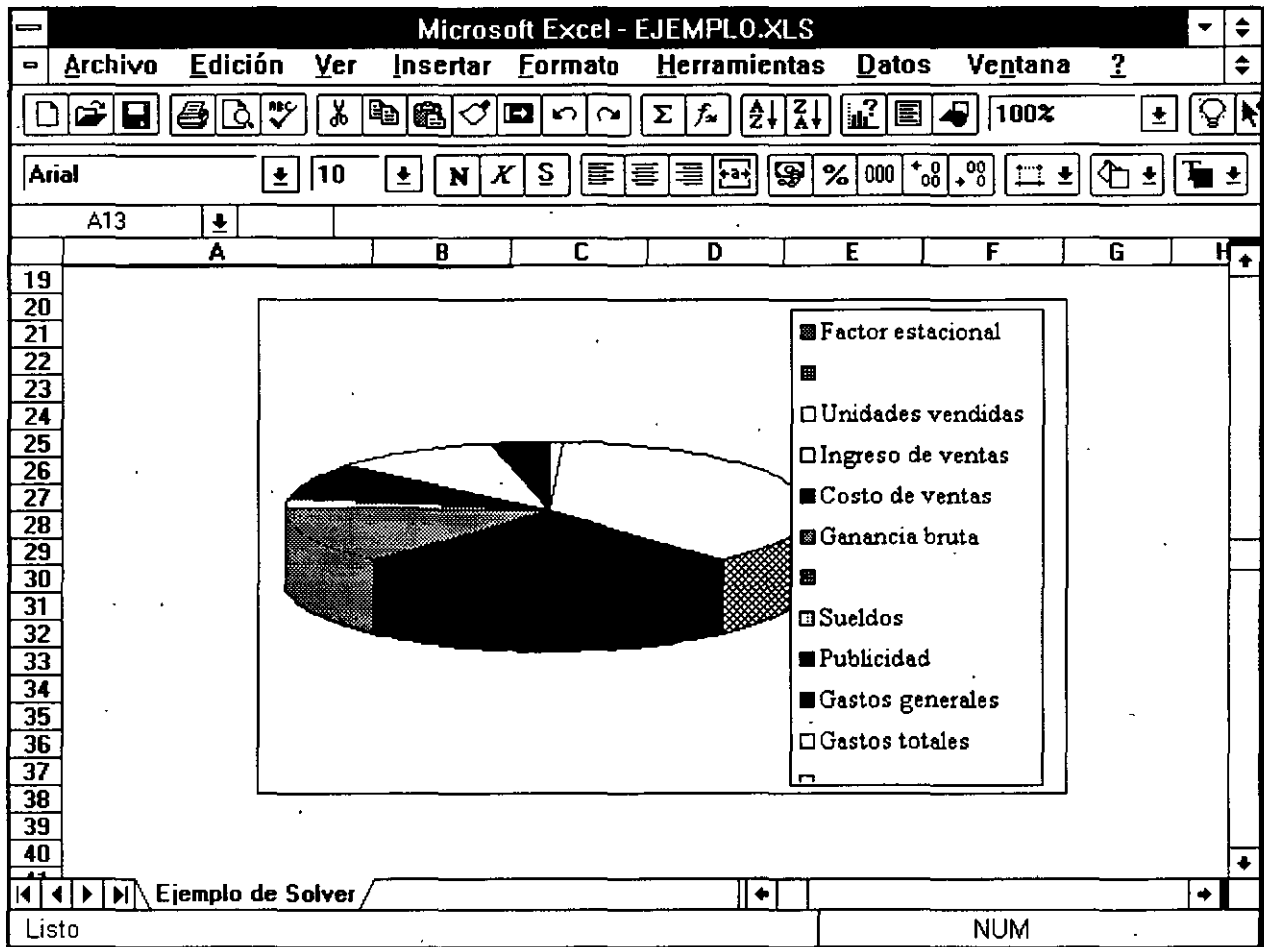 Microsoft Excel - EJEMPLO.XLS
Archivo Edición Ver Insertar Formato Herramientas Datos Ventana ?
ABC Σ 100%
Arial 10 N K S a % 000
A13
A B C D E F G H
19
20
21
22
23
24
25
26
27
28
29
30
31
32
33
34
35
36
37
38
39
40
Factor estacional
Unidades vendidas
Ingreso de ventas
Costo de ventas
Ganancia bruta
Sueldos
Publicidad
Gastos generales
Gastos totales
Ejemplo de Solver
Listo NUM